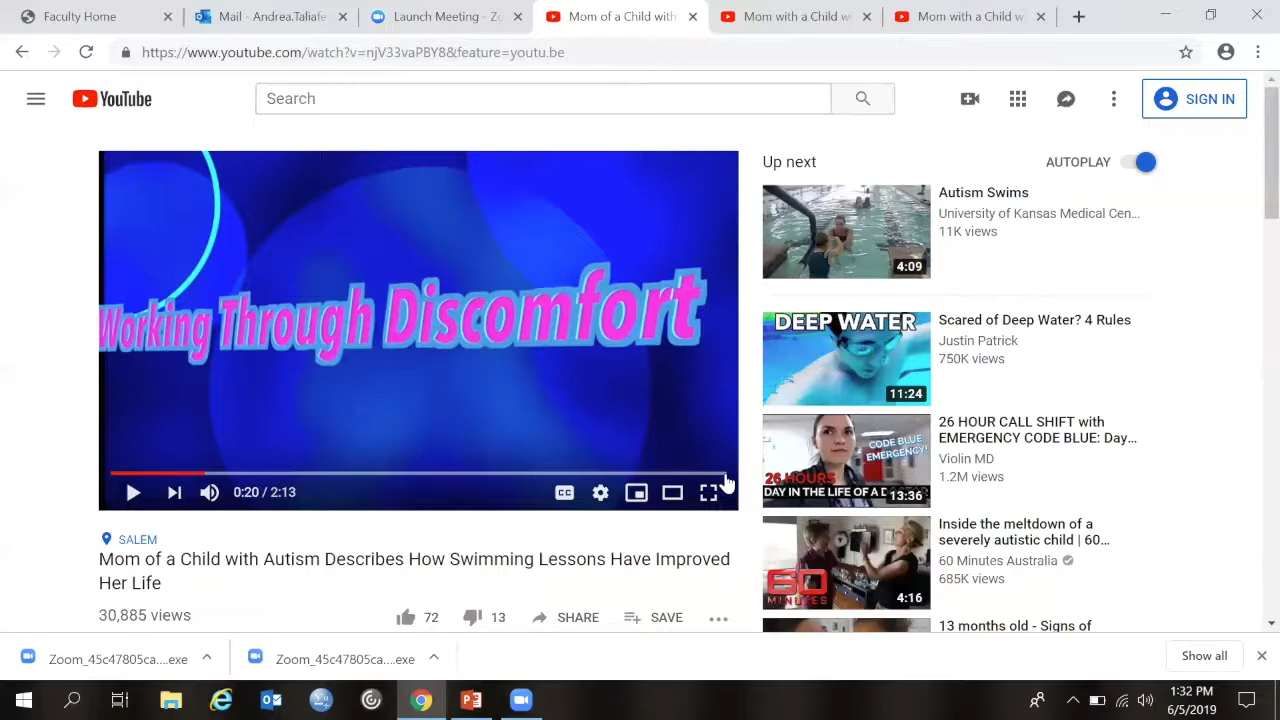 Faculty Home
Mail - Andrea.Taliafe
Launch Meeting - Zo
Mom of a Child with
Mom with a Child w
Mom with a Child w
https://www.youtube.com/watch?v=njV33vaPBY8&feature=youtu.be
YouTube
Search
SIGN IN
Working Through Discomfort
0:20 / 2:13
CC
SALEM
Mom of a Child with Autism Describes How Swimming Lessons Have Improved
Her Life
30,885 views
72
13
SHARE
SAVE
Up next
AUTOPLAY
4:09
Autism Swims
University of Kansas Medical Cen...
11K views
DEEP WATER
11:24
Scared of Deep Water? 4 Rules
Justin Patrick
750K views
CODE BLUE
EMERGENCY!
26 HOURS
DAY IN THE LIFE OF A D
13:36
26 HOUR CALL SHIFT with
EMERGENCY CODE BLUE: Day...
Violin MD
1.2M views
60
MINUTES
4:16
Inside the meltdown of a
severely autistic child | 60...
60 Minutes Australia
685K views
13 months old - Signs of
Zoom_45c47805ca....exe
Zoom_45c47805ca....exe
Show all
1:32 PM
6/5/2019